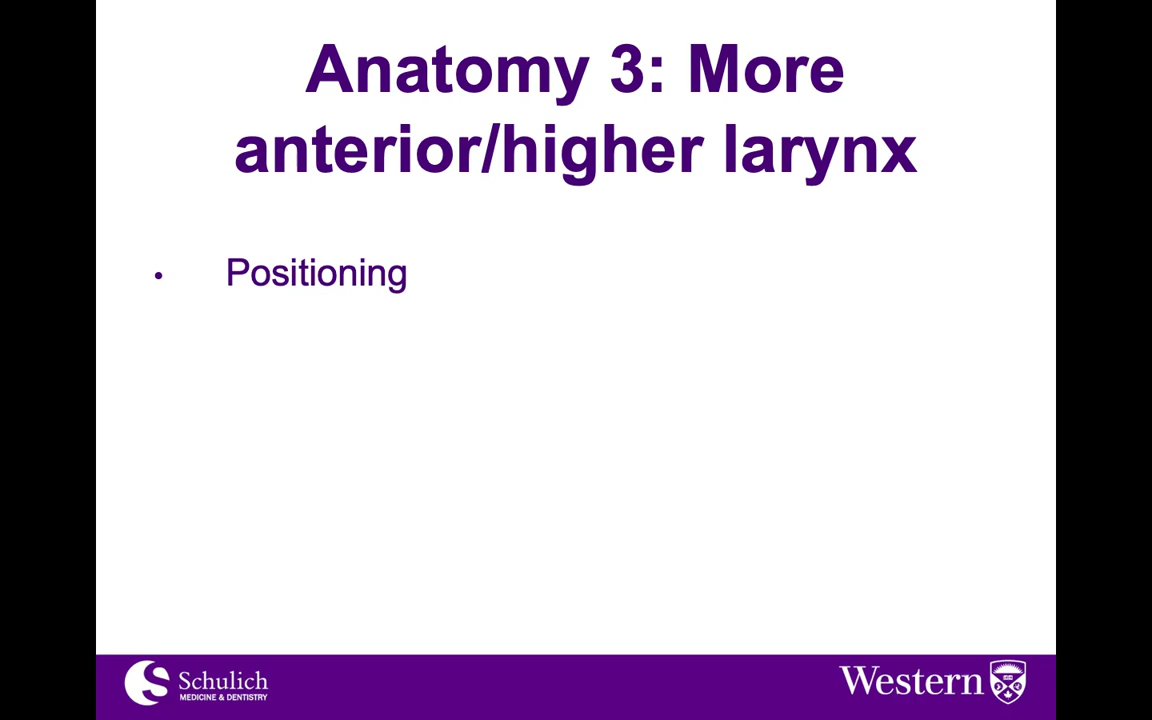 Anatomy 3: More
anterior/higher larynx
• Positioning
Schulich
MEDICINE & DENTISTRY
Western